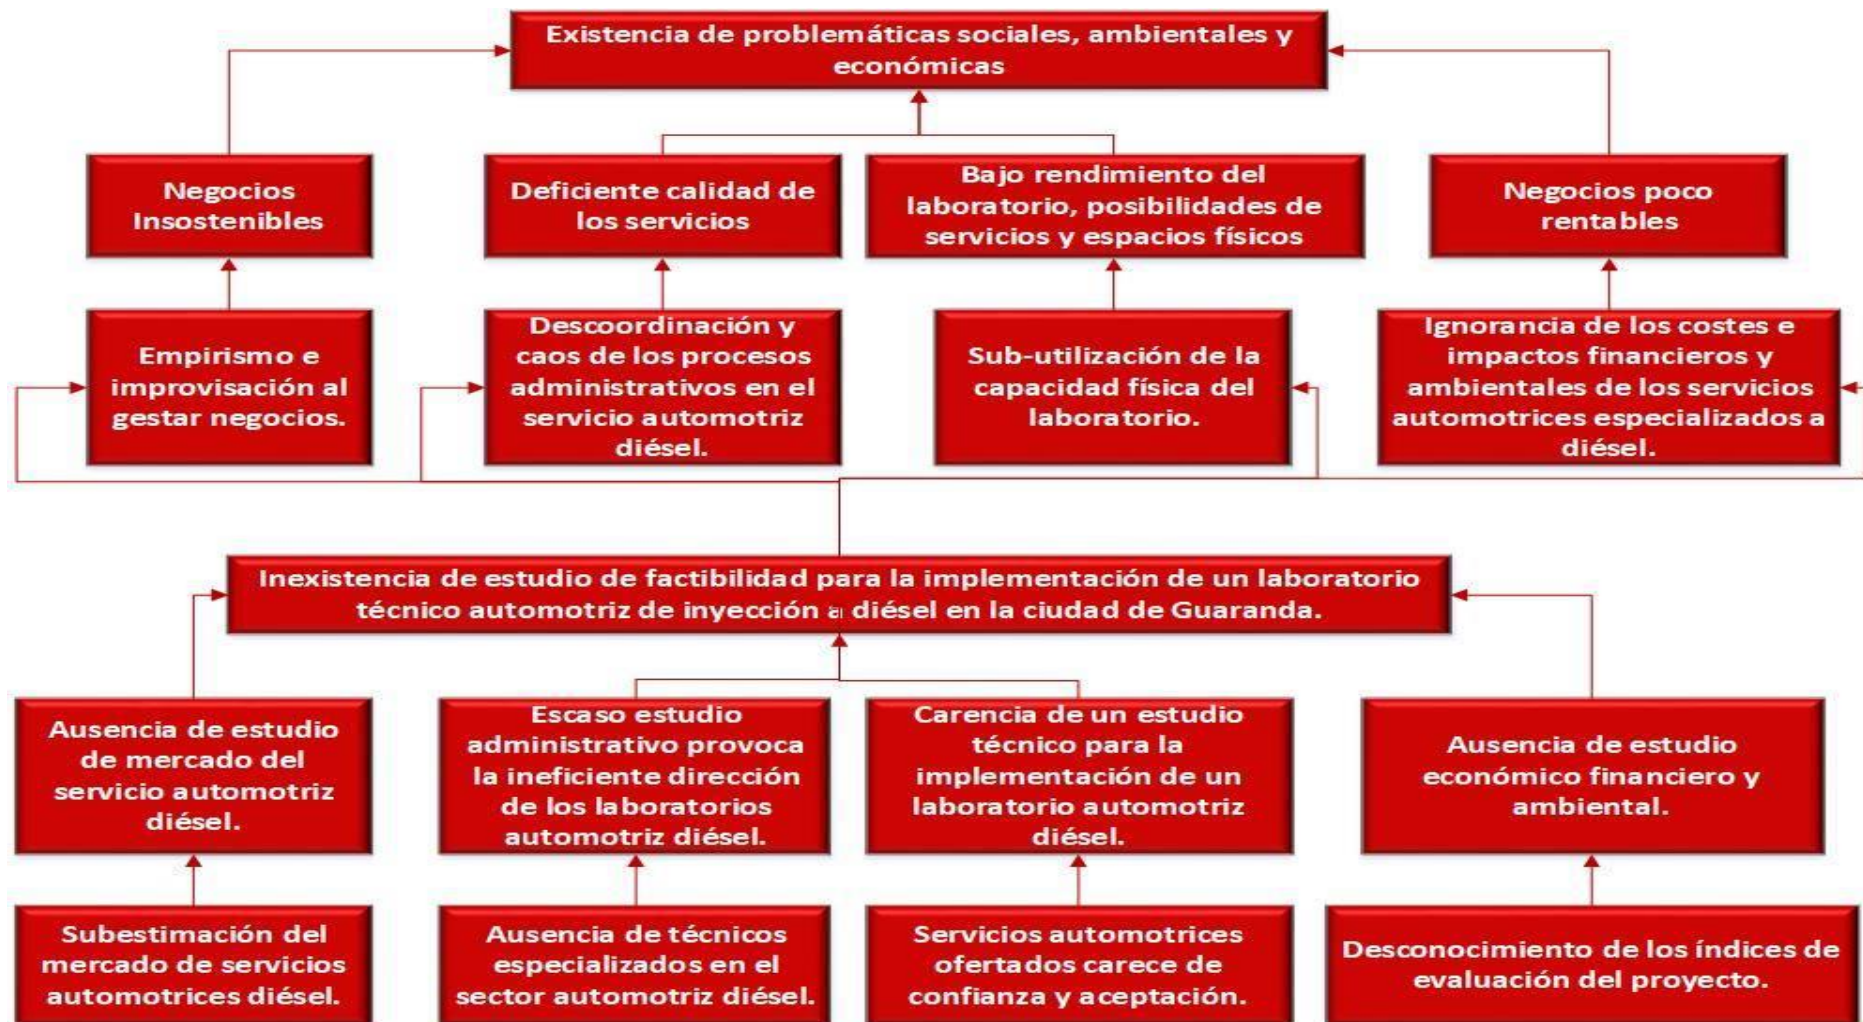 Existencia de problemáticas sociales, ambientales y
económicas
Negocios
Insostenibles
Deficiente calidad de
los servicios
Bajo rendimiento del
laboratorio, posibilidades de
servicios y espacios físicos
Negocios poco
rentables
Empirismo e
improvisación al
gestar negocios.
Descoordinación y
caos de los procesos
administrativos en el
servicio automotriz
diésel.
Sub-utilización de la
capacidad física del
laboratorio.
Ignorancia de los costes e
impactos financieros y
ambientales de los servicios
automotrices especializados a
diésel.
Inexistencia de estudio de factibilidad para la implementación de un laboratorio
técnico automotriz de inyección a diésel en la ciudad de Guaranda.
Ausencia de estudio
de mercado del
servicio automotriz
diésel.
Escaso estudio
administrativo provoca
la ineficiente dirección
de los laboratorios
automotriz diésel.
Carencia de un estudio
técnico para la
implementación de un
laboratorio automotriz
diésel.
Ausencia de estudio
económico financiero y
ambiental.
Subestimación del
mercado de servicios
automotrices diésel.
Ausencia de técnicos
especializados en el
sector automotriz diésel.
Servicios automotrices
ofertados carece de
confianza y aceptación.
Desconocimiento de los índices de
evaluación del proyecto.